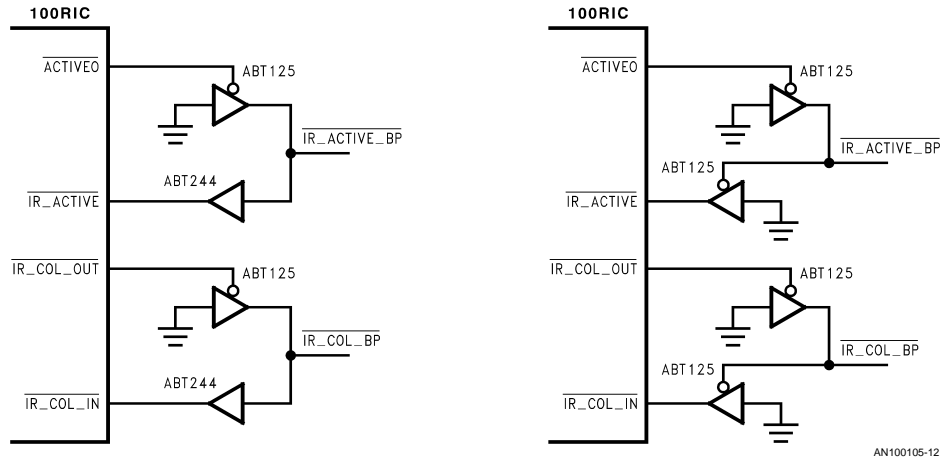 100RIC
ACTIVEO
ABT125
IR_ACTIVE_BP
ABT244
IR_ACTIVE
IR_COL_OUT
ABT125
IR_COL_BP
ABT244
IR_COL_IN
100RIC
ACTIVEO
ABT125
IR_ACTIVE_BP
ABT125
IR_ACTIVE
IR_COL_OUT
ABT125
IR_COL_BP
ABT125
IR_COL_IN
AN100105-12